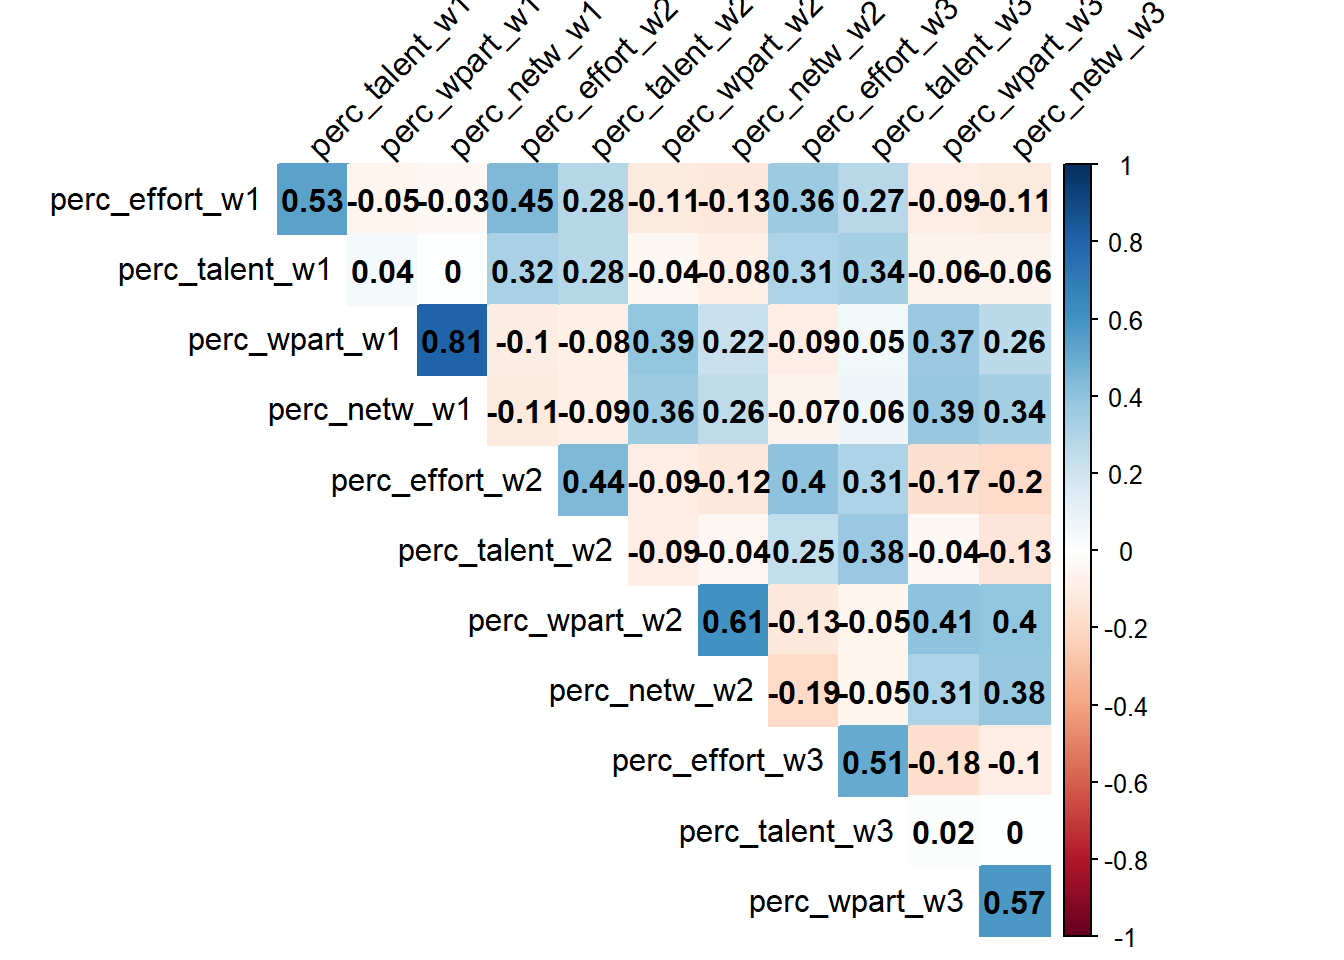 perc_talent_w1 perc_wpart_w1 perc_netw_w1 perc_effort_w2 perc_talent_w2 perc_wpart_w2 perc_netw_w2 perc_effort_w3 perc_talent_w3 perc_wpart_w3 perc_netw_w3
perc_effort_w1 0.53 -0.05 -0.03 0.45 0.28 -0.11 -0.13 0.36 0.27 -0.09 -0.11
perc_talent_w1 0.04 0 0.32 0.28 -0.04 -0.08 0.31 0.34 -0.06 -0.06
perc_wpart_w1 0.81 -0.1 -0.08 0.39 0.22 -0.09 0.05 0.37 0.26
perc_netw_w1 -0.11 -0.09 0.36 0.26 -0.07 0.06 0.39 0.34
perc_effort_w2 0.44 -0.09 -0.12 0.4 0.31 -0.17 -0.2
perc_talent_w2 -0.09 -0.04 0.25 0.38 -0.04 -0.13
perc_wpart_w2 0.61 -0.13 -0.05 0.41 0.4
perc_netw_w2 -0.19 -0.05 0.31 0.38
perc_effort_w3 0.51 -0.18 -0.1
perc_talent_w3 0.02 0
perc_wpart_w3 0.57
1
0.8
0.6
0.4
0.2
0
-0.2
-0.4
-0.6
-0.8
-1